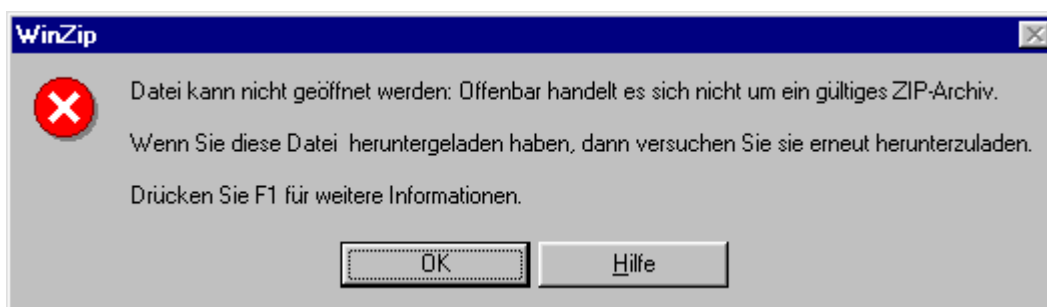 WinZip
Datei kann nicht geöffnet werden: Offenbar handelt es sich nicht um ein gültiges ZIP-Archiv.
Wenn Sie diese Datei  heruntergeladen haben, dann versuchen Sie sie erneut herunterzuladen.
Drücken Sie F1 für weitere Informationen.
OK
Hilfe